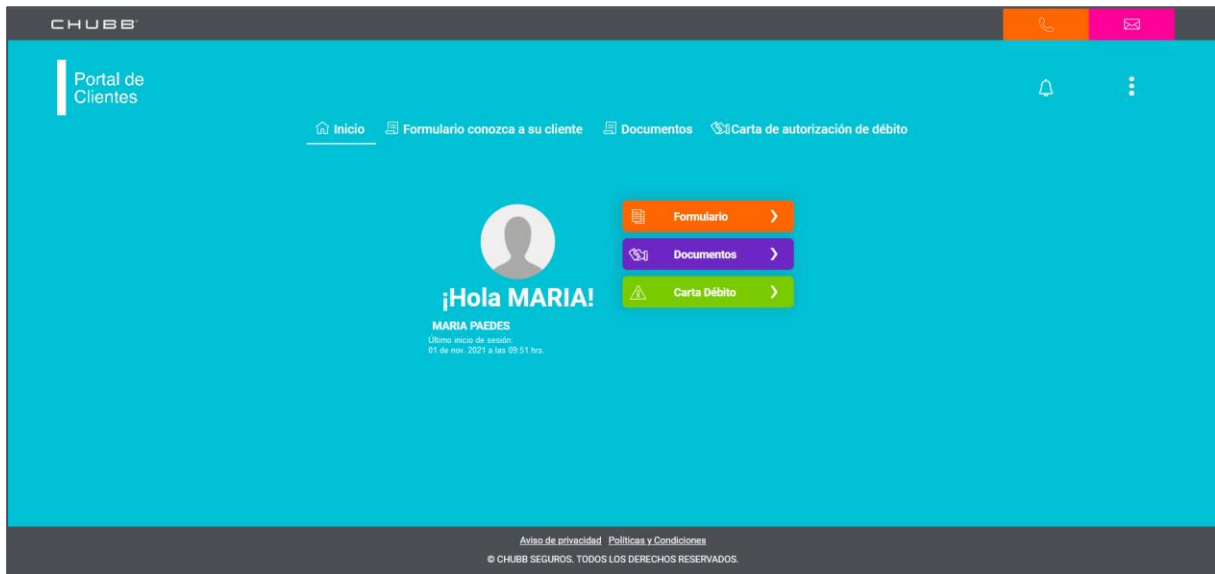 CHUBB
Portal de
Clientes
Inicio
Formulario conozca a su cliente
Documentos
Carta de autorización de débito
Formulario
Documentos
Carta Débito
¡Hola MARIA!
MARIA PAEDES
Último inicio de sesión:
01 de nov. 2021 a las 09:51 hrs.
Aviso de privacidad Políticas y Condiciones
© CHUBB SEGUROS. TODOS LOS DERECHOS RESERVADOS.